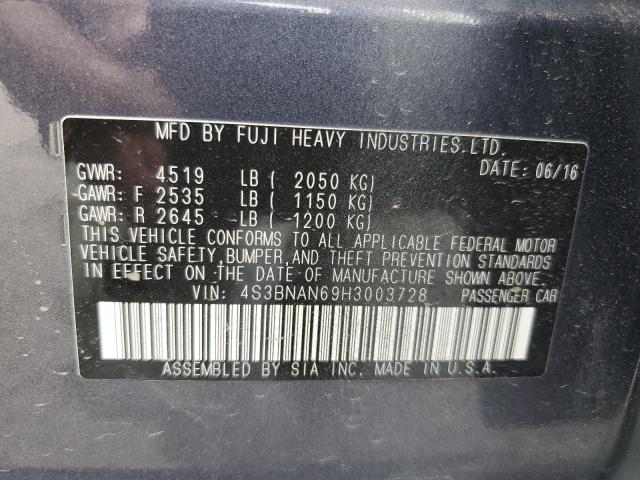 MFD BY FUJI HEAVY INDUSTRIES.LTD.
DATE: 06/16
GVWR: 4519 LB ( 2050 KG)
GAWR: F 2535 LB ( 1150 KG)
GAWR: R 2645 LB ( 1200 KG)
THIS VEHICLE CONFORMS TO ALL APPLICABLE FEDERAL MOTOR
VEHICLE SAFETY, BUMPER, AND THEFT PREVENTION STANDARDS
IN EFFECT ON THE DATE OF MANUFACTURE SHOWN ABOVE.
VIN: 4S3BNAN69H3003728 PASSENGER CAR
ASSEMBLED BY SIA INC. MADE IN U.S.A.